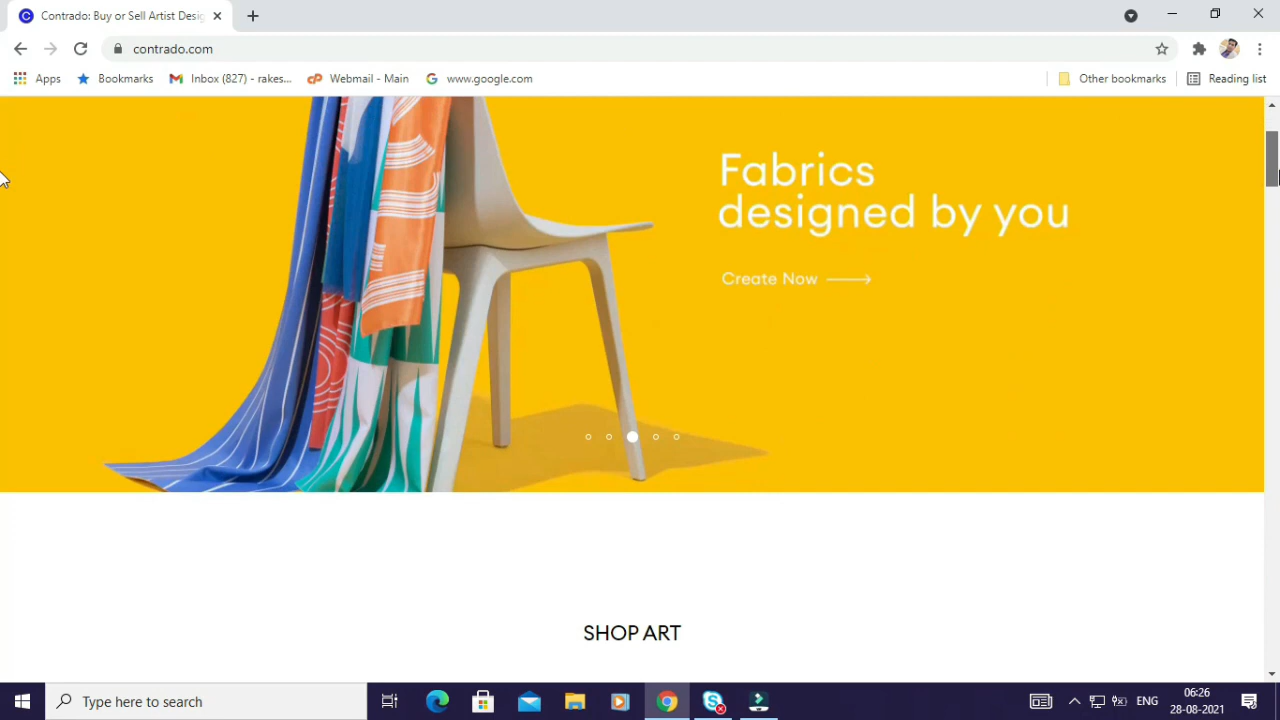 Contrado: Buy or Sell Artist Desig
contrado.com
Apps
Bookmarks
Inbox (827) - rakes...
cP
Webmail - Main
G
www.google.com
Other bookmarks
Reading list
Fabrics
designed by you
Create Now
SHOP ART
Type here to search
ENG
06:26
28-08-2021